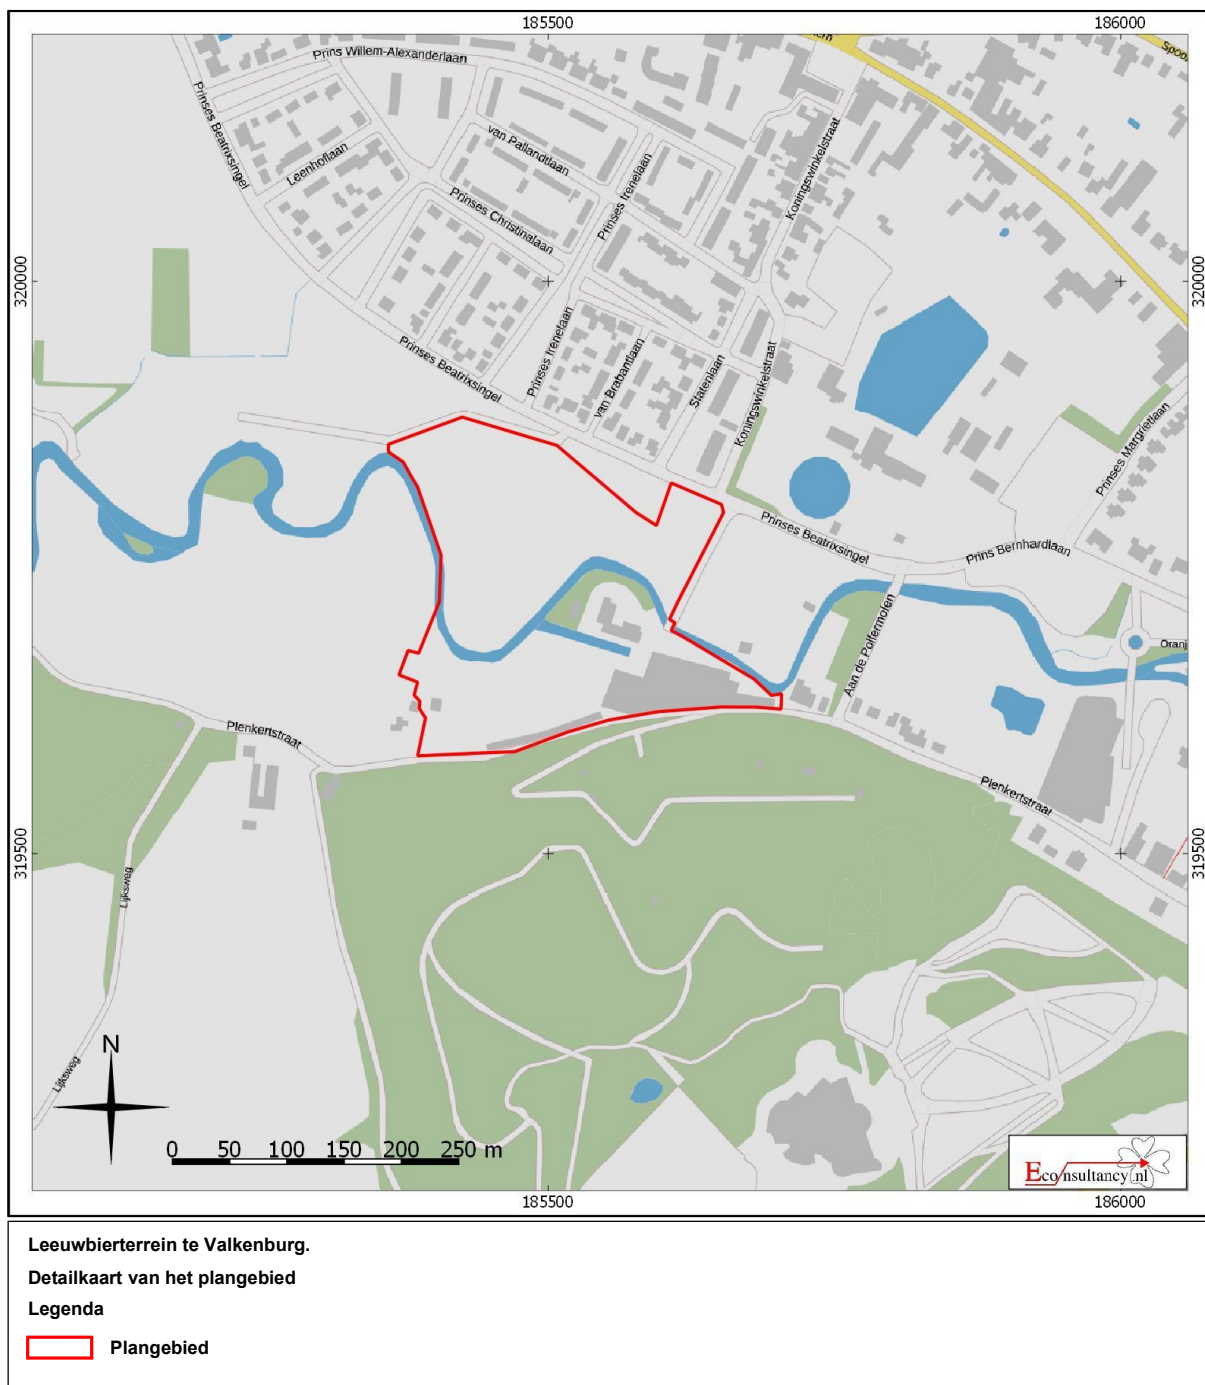 185500
186000
Prins Willem-Alexanderlaan
Spoor
Prinses Beatrixsingel
Leenhoflaan
van Pallandtlaan
Prinses Irenelaan
Koningswinkelstraat
Prinses Christinalaan
320000
320000
Prinses Beatrixsingel
Prinses Irenelaan
van Brabantlaan
Statenlaan
Koningswinkelstraat
Prinses Margrietlaan
Prinses Beatrixsingel
Prins Bernhardlaan
Aan de Polfermolen
Oranj
Plenkertstraat
Plenkertstraat
319500
319500
Lijksweg
Lijksweg
N
0 50 100 150 200 250 m
Econsultancy.nl
185500
186000
Leeuwbierterrein te Valkenburg.
Detailkaart van het plangebied
Legenda
Plangebied